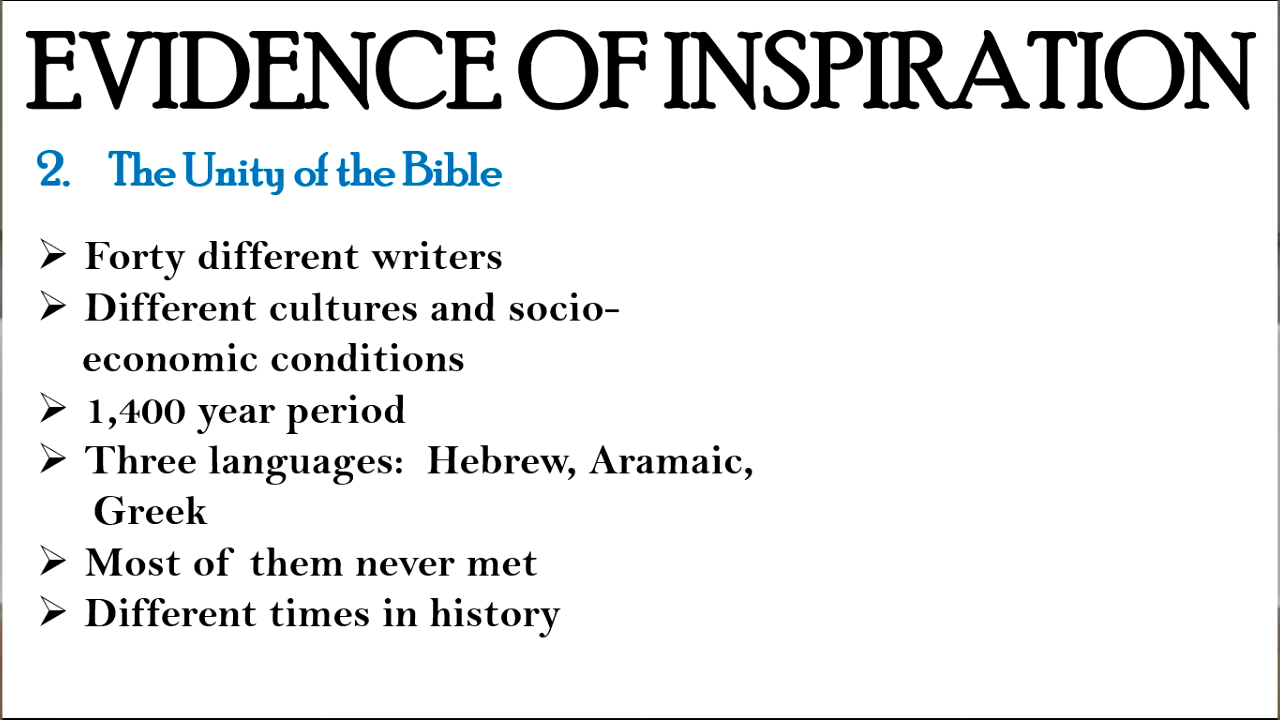 EVIDENCE OF INSPIRATION
2. The Unity of the Bible
➢ Forty different writers
➢ Different cultures and socio-
economic conditions
➢ 1,400 year period
➢ Three languages: Hebrew, Aramaic,
Greek
➢ Most of them never met
➢ Different times in history